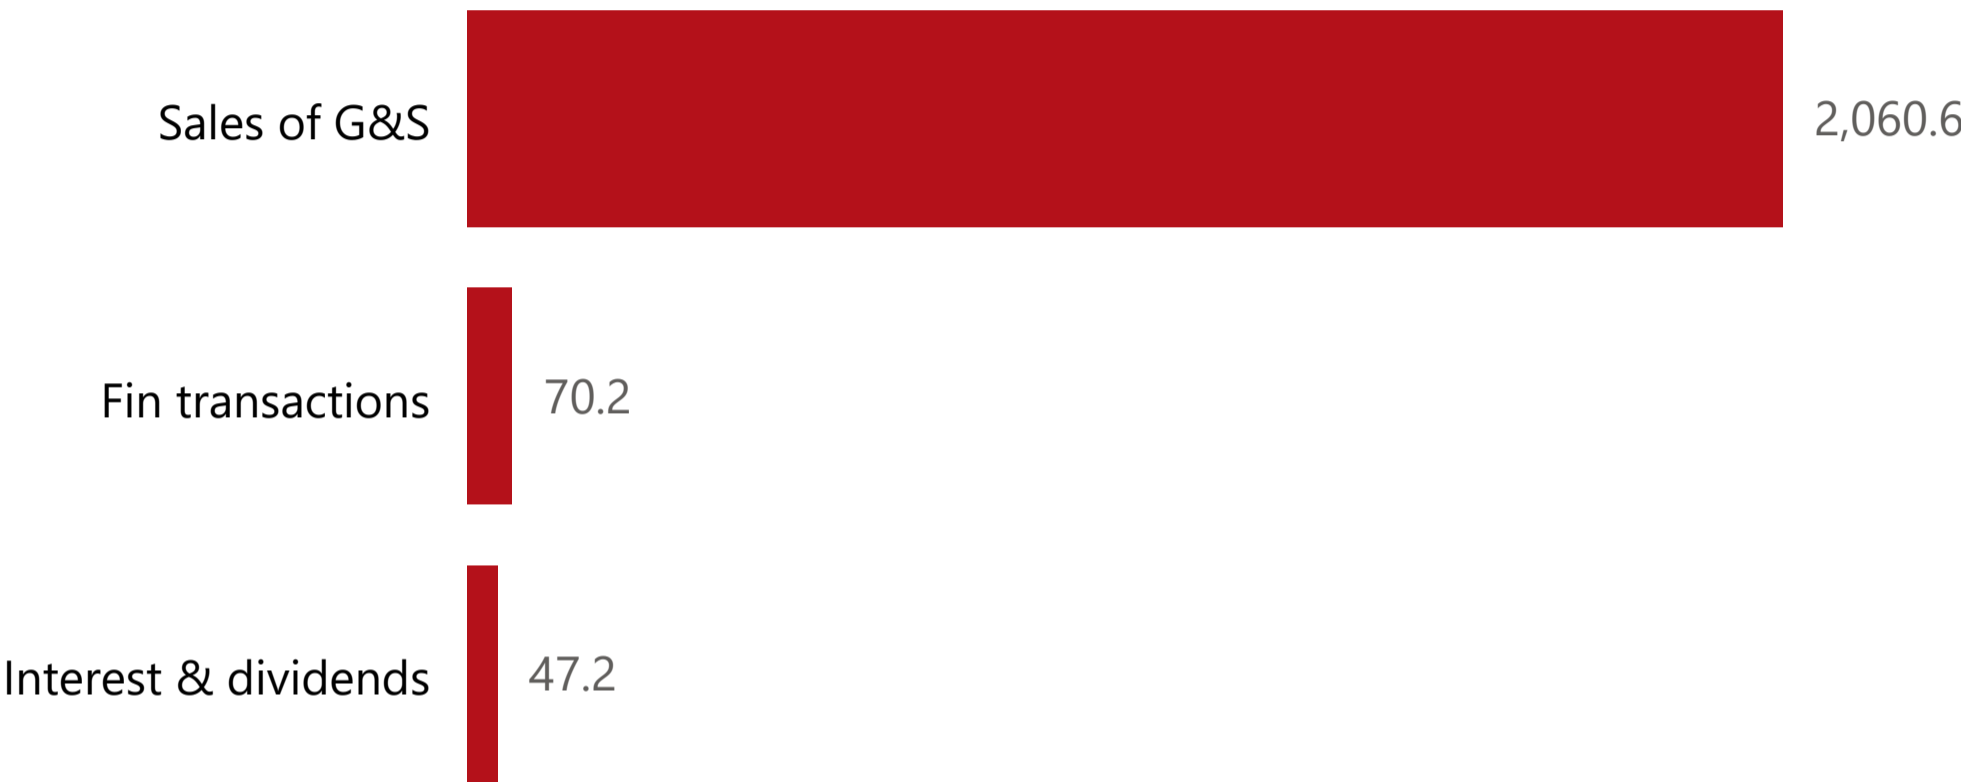 Sales of G&S 2,060.6
Fin transactions 70.2
Interest & dividends 47.2